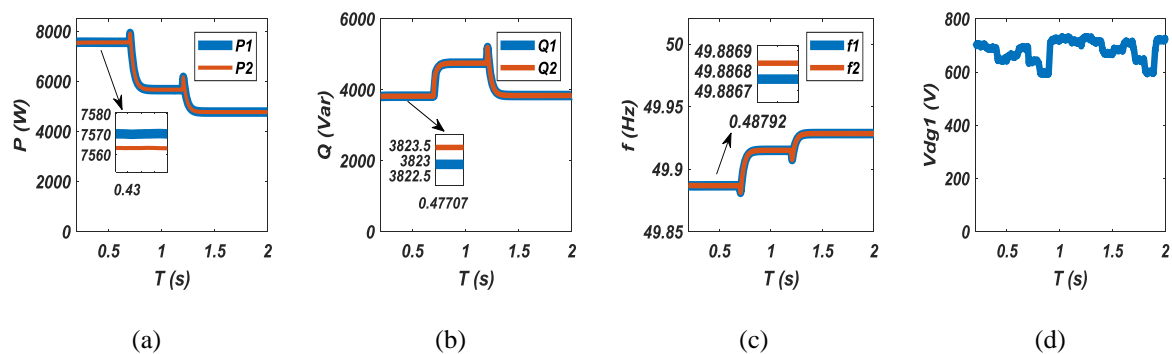 8000
6000
4000
2000
0
P (W)
P1
P2
7580
7570
7560
0.43
0.5
1
1.5
2
T (s)
(a)
6000
4000
2000
0
Q (Var)
Q1
Q2
3823.5
3823
3822.5
0.47707
0.5
1
1.5
2
T (s)
(b)
50
49.95
49.9
49.85
f (Hz)
49.8869
49.8868
49.8867
f1
f2
0.48792
0.5
1
1.5
2
T (s)
(c)
800
600
400
200
0
Vdg1 (V)
0.5
1
1.5
2
T (s)
(d)